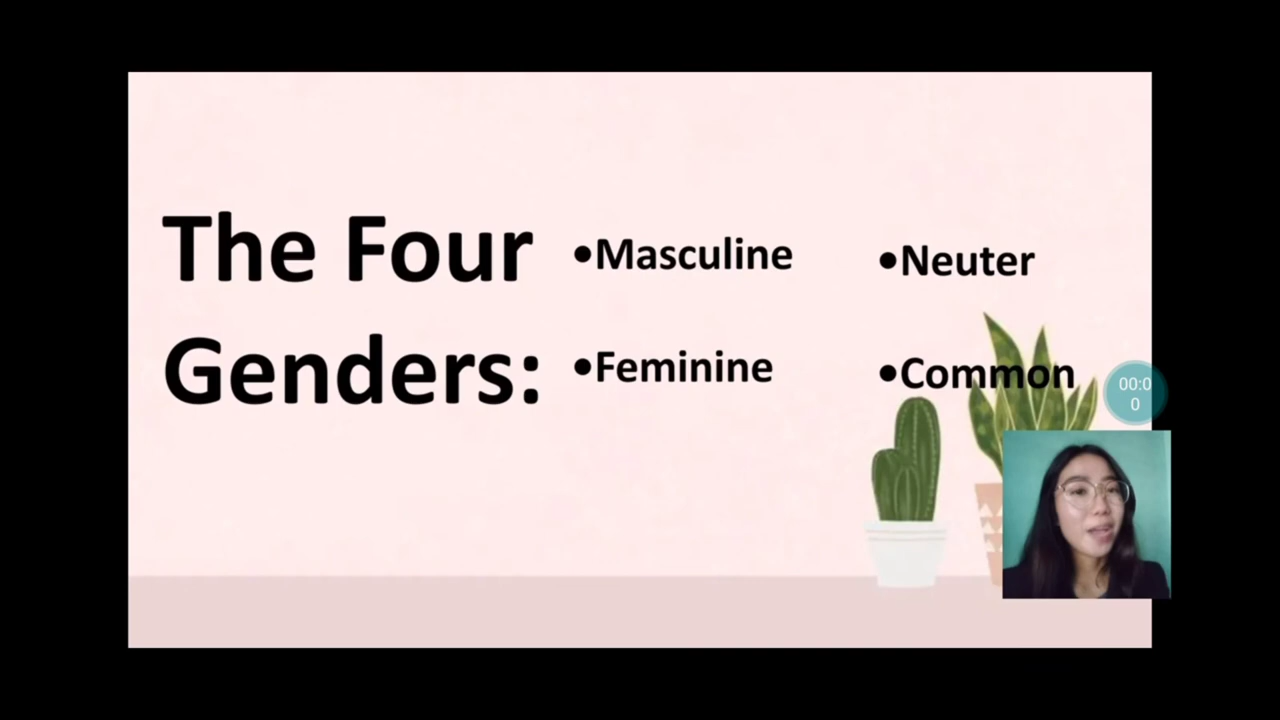 The Four
Genders:
•Masculine
•Feminine
•Neuter
•Common
00:0
0